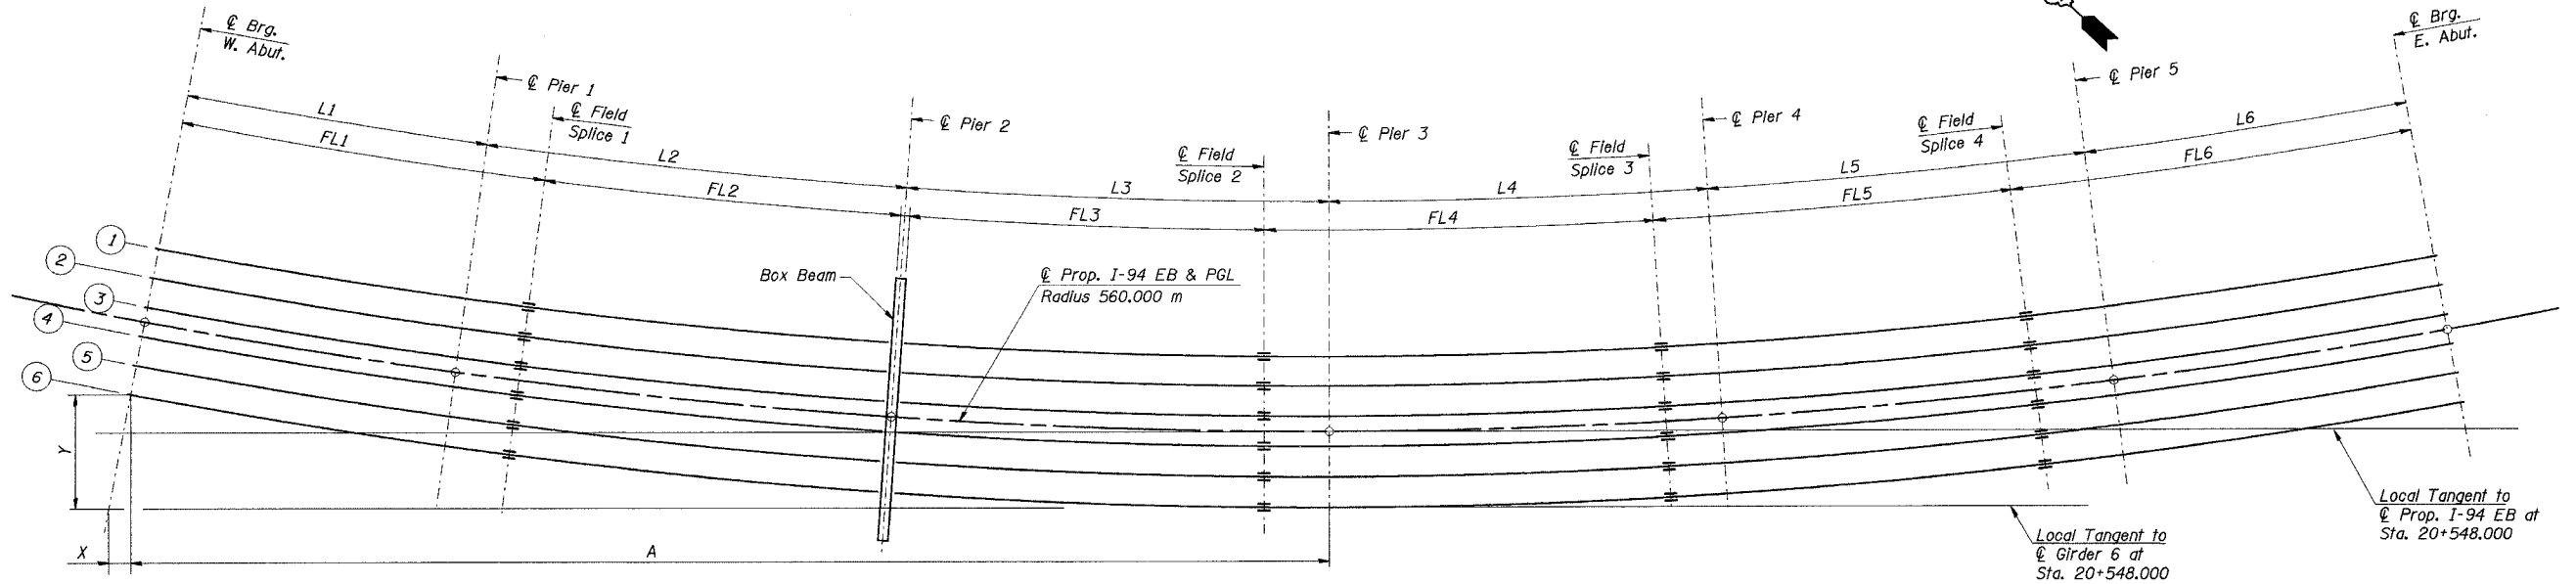 ℄ Brg.
W. Abut.
℄ Pier 1
℄ Field
Splice 1
℄ Pier 2
℄ Field
Splice 2
℄ Pier 3
℄ Field
Splice 3
℄ Pier 4
℄ Field
Splice 4
℄ Pier 5
℄ Brg.
E. Abut.
L1
L2
L3
L4
L5
L6
FL1
FL2
FL3
FL4
FL5
FL6
1
2
3
4
5
6
Box Beam
℄ Prop. I-94 EB & PGL
Radius 560.000 m
Y
X
A
Local Tangent to
℄ Girder 6 at
Sta. 20+548.000
Local Tangent to
℄ Prop. I-94 EB at
Sta. 20+548.000